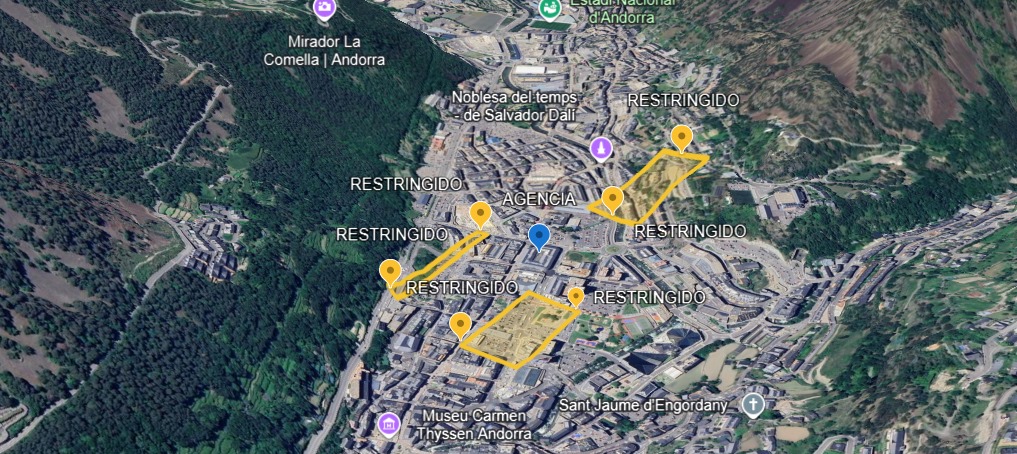 Estadi Nacional
d'Andorra
Mirador La
Comella | Andorra
Noblesa del temps
- de Salvador Dalí
RESTRINGIDO
RESTRINGIDO
AGENCIA
RESTRINGIDO
RESTRINGIDO
RESTRINGIDO
RESTRINGIDO
Sant Jaume d'Engordany
Museu Carmen
Thyssen Andorra